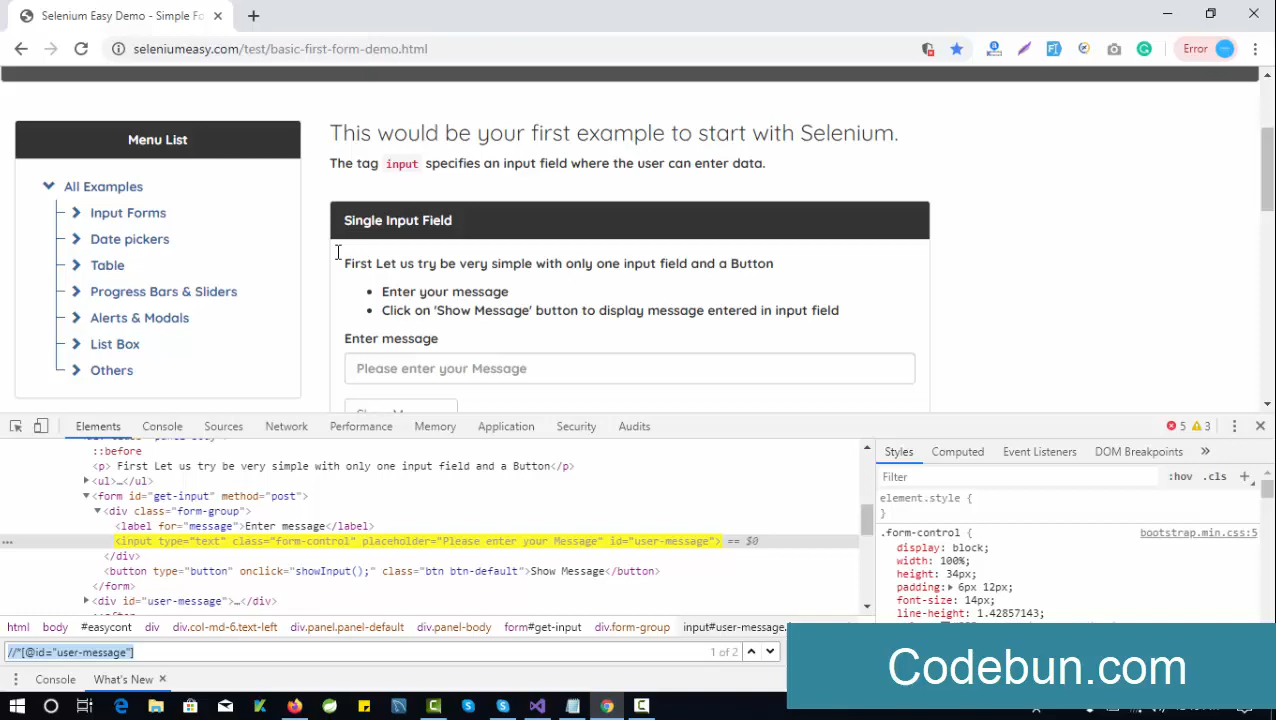 Selenium Easy Demo - Simple Fo
seleniumeasy.com/test/basic-first-form-demo.html
Error
Menu List
All Examples
Input Forms
Date pickers
Table
Progress Bars & Sliders
Alerts & Modals
List Box
Others
This would be your first example to start with Selenium.
The tag input specifies an input field where the user can enter data.
Single Input Field
First Let us try be very simple with only one input field and a Button
Enter your message
Click on 'Show Message' button to display message entered in input field
Enter message
Please enter your Message
Elements Console Sources Network Performance Memory Application Security Audits 5 3
::before
<p> First Let us try be very simple with only one input field and a Button</p>
<ul>…</ul>
<form id="get-input" method="post">
<div class="form-group">
<label for="message">Enter message</label>
<input type="text" class="form-control" placeholder="Please enter your Message" id="user-message"> == $0
</div>
<button type="button" onclick="showInput();" class="btn btn-default">Show Message</button>
</form>
<div id="user-message">…</div>
html body #easycont div div.col-md-6.text-left div.panel.panel-default div.panel-body form#get-input div.form-group input#user-message.
//*[@id="user-message"] 1 of 2
Console What's New
Styles Computed Event Listeners DOM Breakpoints
Filter :hov .cls
element.style {
}
.form-control { bootstrap.min.css:5
display: block;
width: 100%;
height: 34px;
padding: 6px 12px;
font-size: 14px;
line-height: 1.42857143;
Codebun.com